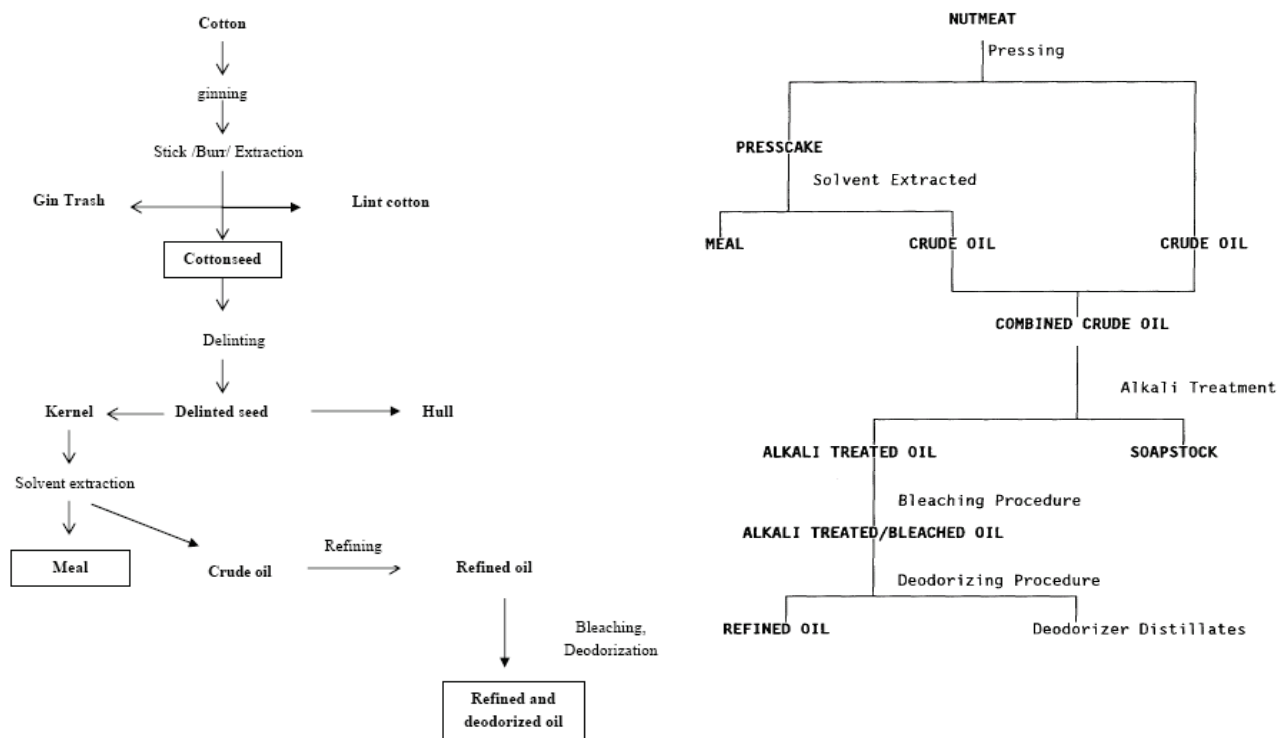 Cotton
ginning
Stick /Burr/ Extraction
Gin Trash
Lint cotton
Cottonseed
Delinting
Kernel
Delinted seed
Hull
Solvent extraction
Meal
Crude oil
Refining
Refined oil
Bleaching,
Deodorization
Refined and
deodorized oil
NUTMEAT
Pressing
PRESSCAKE
Solvent Extracted
MEAL
CRUDE OIL
CRUDE OIL
COMBINED CRUDE OIL
Alkali Treatment
ALKALI TREATED OIL
SOAPSTOCK
Bleaching Procedure
ALKALI TREATED/BLEACHED OIL
Deodorizing Procedure
REFINED OIL
Deodorizer Distillates